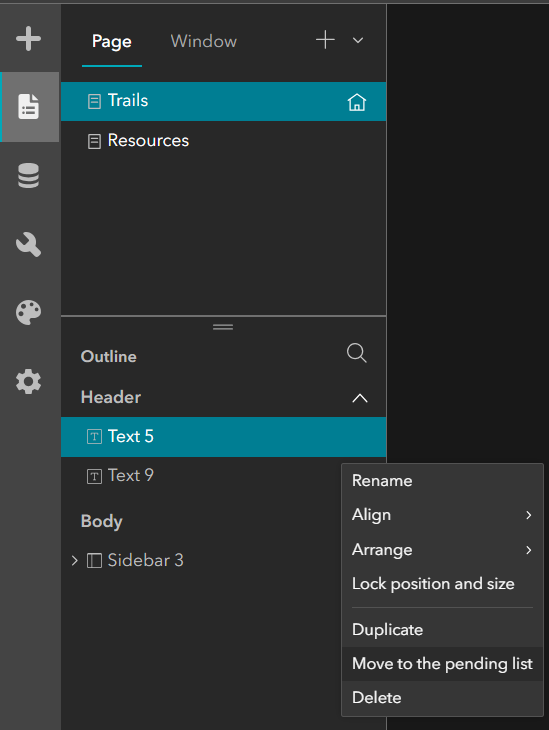 Page Window
Trails
Resources
Outline
Header
Text 5
Text 9
Body
Sidebar 3
Rename
Align
Arrange
Lock position and size
Duplicate
Move to the pending list
Delete